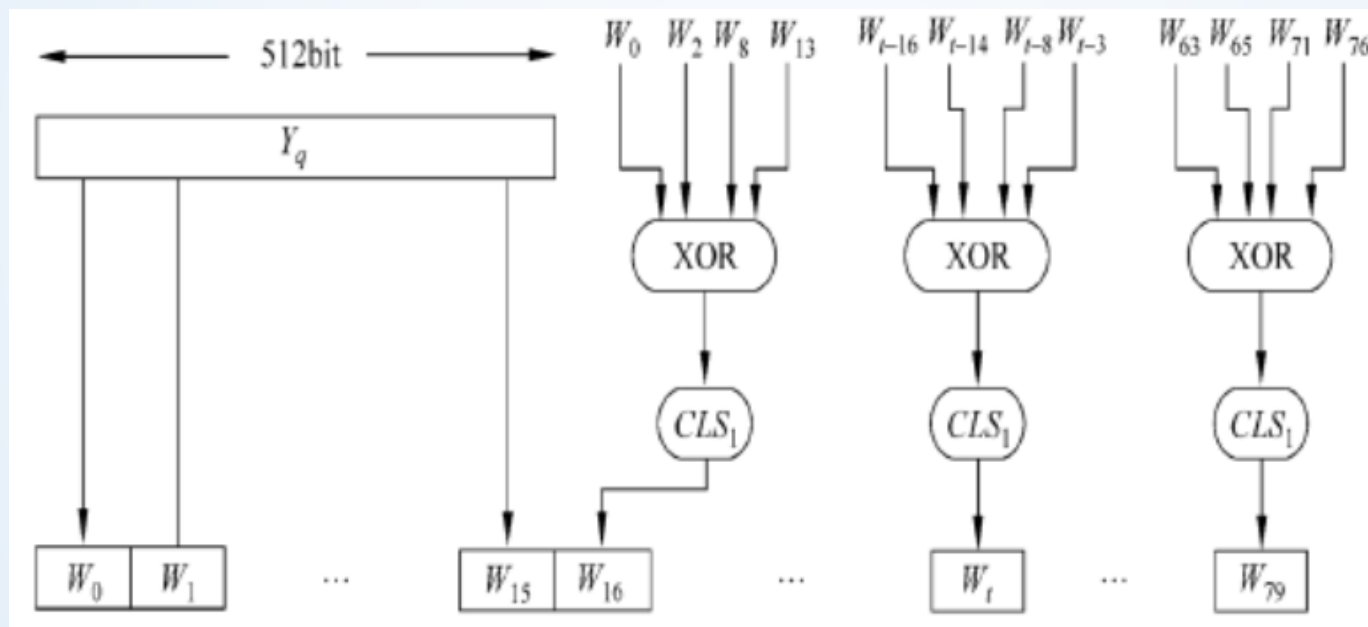 512bit
W₀ W₂ W₈ W₁₃ Wₜ₋₁₆ Wₜ₋₁₄ Wₜ₋₈ Wₜ₋₃ W₆₃ W₆₅ W₇₁ W₇₆
Y_q
XOR XOR XOR
CLS₁ CLS₁ CLS₁
W₀ W₁ ... W₁₅ W₁₆ ... Wₜ ... W₇₉